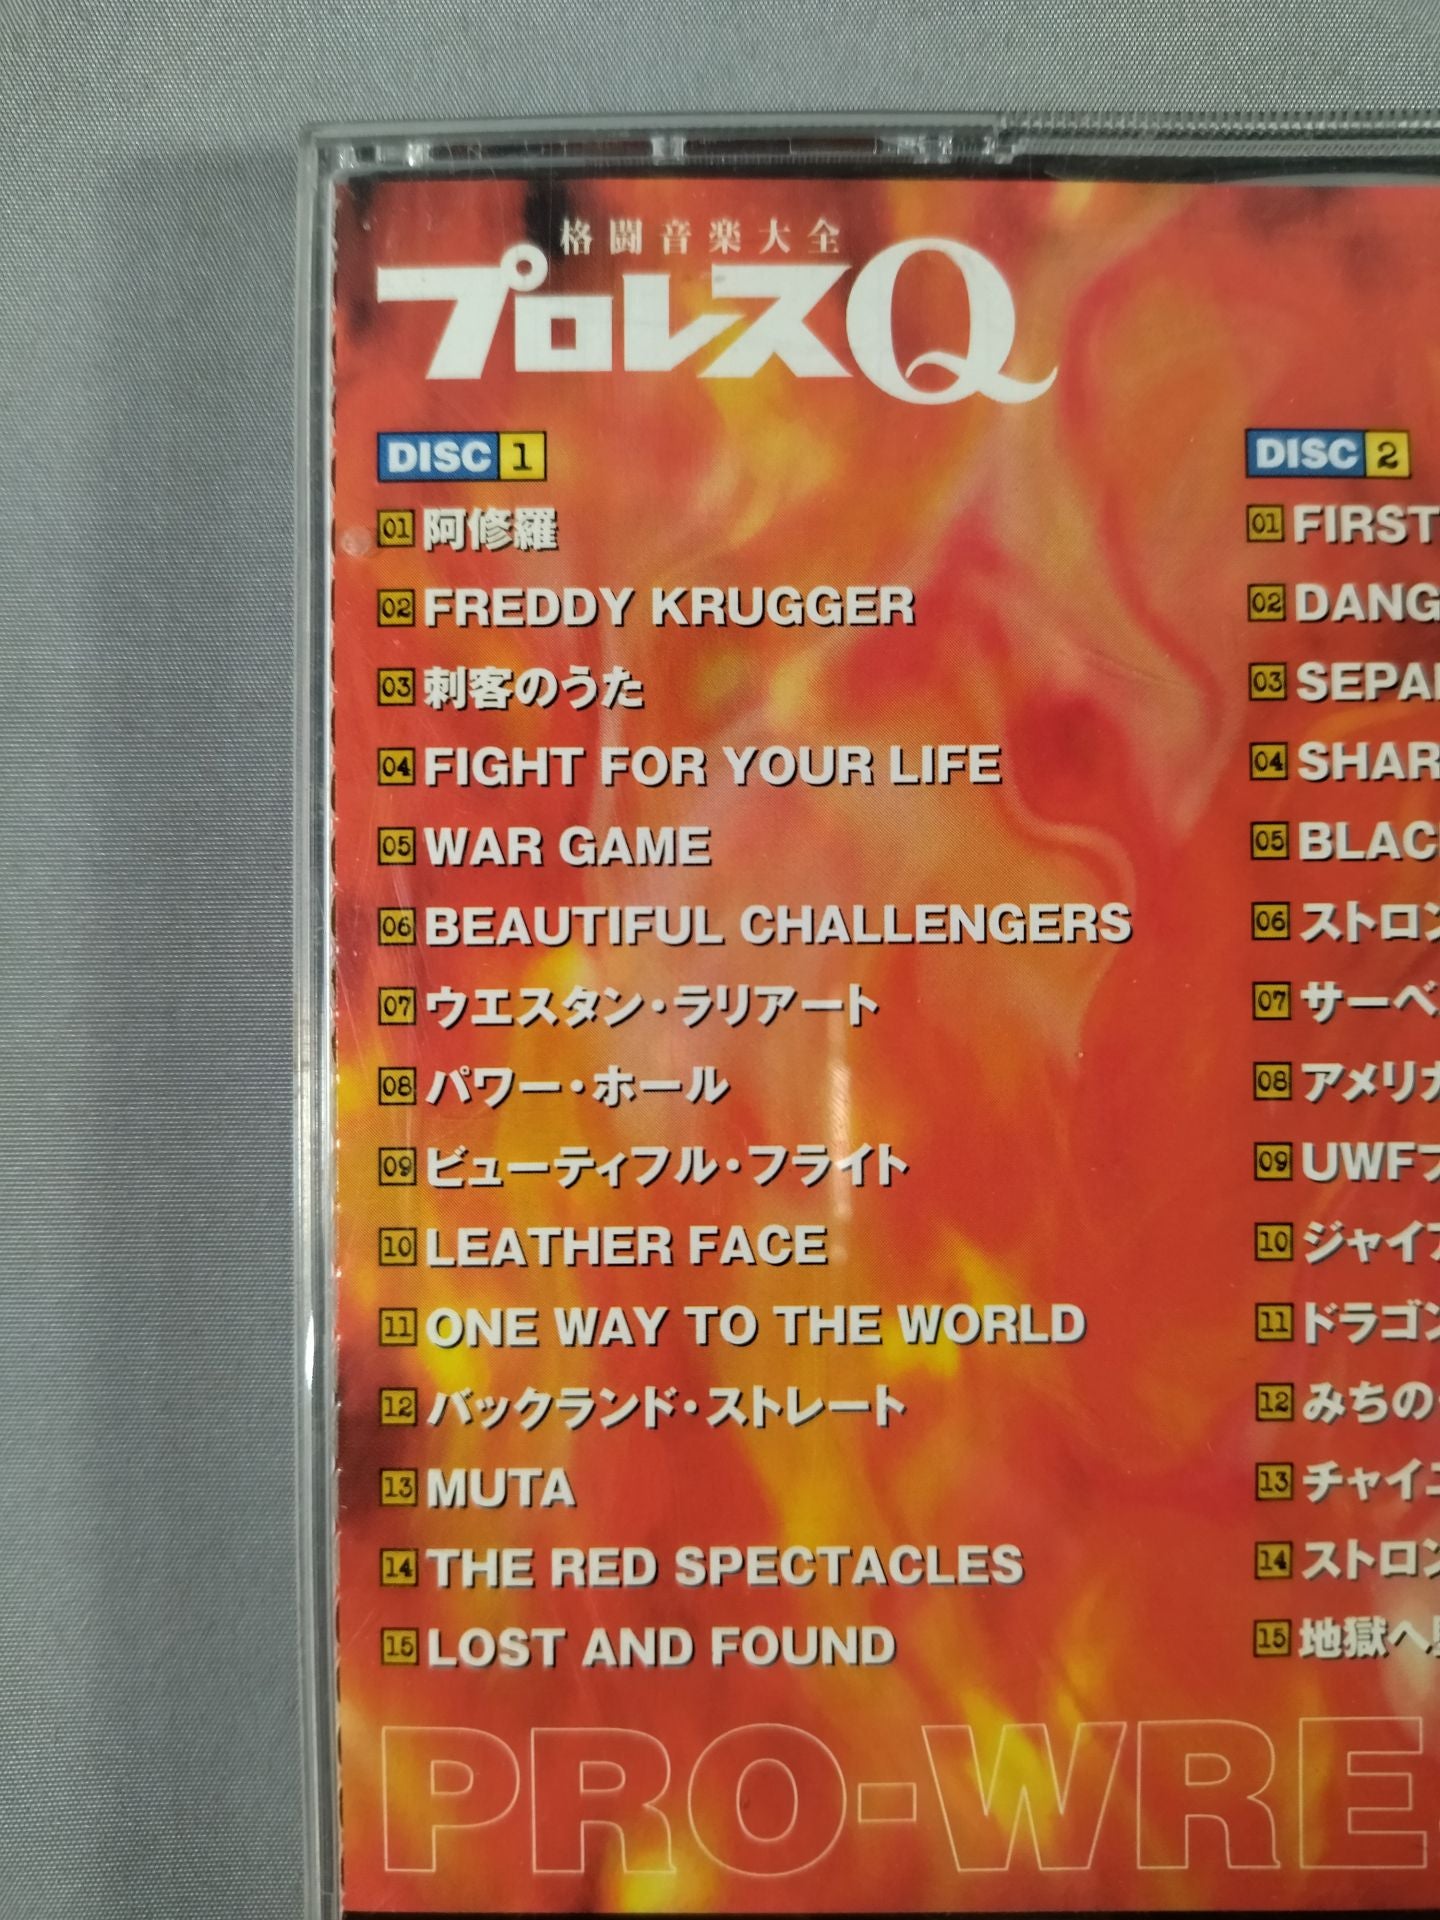 格闘音楽大全
プロレスQ
DISC 1
01 阿修羅
02 FREDDY KRUGGER
03 刺客のうた
04 FIGHT FOR YOUR LIFE
05 WAR GAME
06 BEAUTIFUL CHALLENGERS
07 ウエスタン・ラリアート
08 パワー・ホール
09 ビューティフル・フライト
10 LEATHER FACE
11 ONE WAY TO THE WORLD
12 バックランド・ストレート
13 MUTA
14 THE RED SPECTACLES
15 LOST AND FOUND
DISC 2
01 FIRST
02 DANG
03 SEPA
04 SHAR
05 BLAC
06 ストロン
07 サーベ
08 アメリカ
09 UWF
10 ジャイア
11 ドラゴン
12 みちの
13 チャイ
14 ストロン
15 地獄へ
PRO-WRE